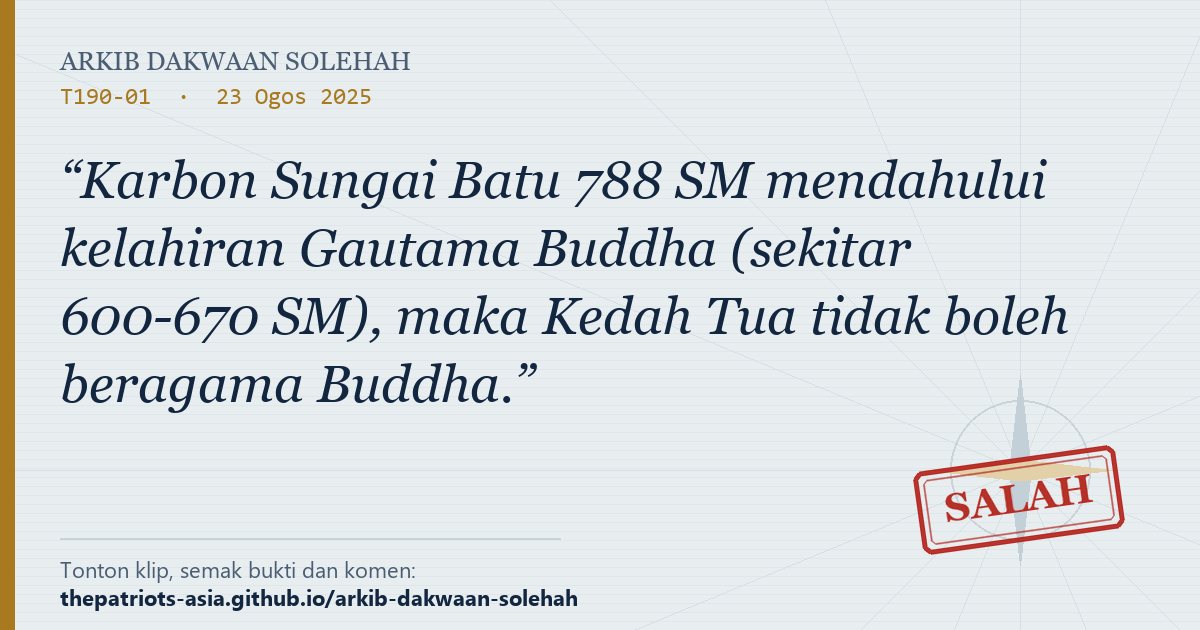 ARKIB DAKWAAN SOLEHAH
T190-01 · 23 Ogos 2025
“Karbon Sungai Batu 788 SM mendahului
kelahiran Gautama Buddha (sekitar
600-670 SM), maka Kedah Tua tidak boleh
beragama Buddha.”
SALAH
Tonton klip, semak bukti dan komen:
thepatriots-asia.github.io/arkib-dakwaan-solehah